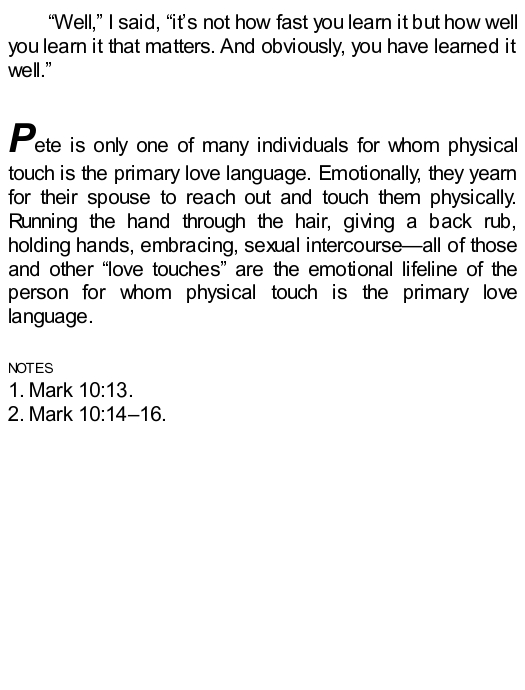 “Well,” I said, “it’s not how fast you learn it but how well
you learn it that matters. And obviously, you have learned it
well.”
Pete is only one of many individuals for whom physical
touch is the primary love language. Emotionally, they yearn
for their spouse to reach out and touch them physically.
Running the hand through the hair, giving a back rub,
holding hands, embracing, sexual intercourse—all of those
and other “love touches” are the emotional lifeline of the
person for whom physical touch is the primary love
language.
NOTES
1. Mark 10:13.
2. Mark 10:14–16.